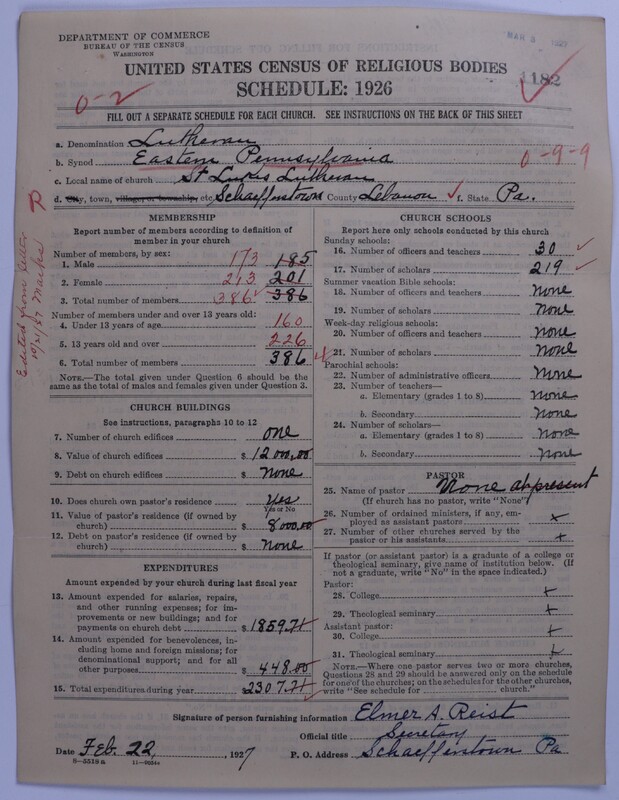 DEPARTMENT OF COMMERCE
BUREAU OF THE CENSUS
WASHINGTON
UNITED STATES CENSUS OF RELIGIOUS BODIES
SCHEDULE: 1926
1182
0-2
FILL OUT A SEPARATE SCHEDULE FOR EACH CHURCH. SEE INSTRUCTIONS ON THE BACK OF THIS SHEET
a. Denomination Lutheran
b. Synod Eastern Pennsylvania
0-9-9
c. Local name of church St Lukes Lutheran
d. City, town, village, or township, etc. Schaefferstown County Lebanon f. State Pa.
Edited from letter
10/21/27 Marks
MEMBERSHIP
Report number of members according to definition of
member in your church
Number of members, by sex:
1. Male 173 185
2. Female 213 201
3. Total number of members 386 386
Number of members under and over 13 years old:
4. Under 13 years of age 160
5. 13 years old and over 226
6. Total number of members 386
NOTE.—The total given under Question 6 should be
the same as the total of males and females given under Question 3.
CHURCH BUILDINGS
See instructions, paragraphs 10 to 12
7. Number of church edifices one
8. Value of church edifices $ 12000,00
9. Debt on church edifices $ None
10. Does church own pastor's residence Yes
Yes or No
11. Value of pastor's residence (if owned by
church) $ 8000,00
12. Debt on pastor's residence (if owned by
church) $ None
EXPENDITURES
Amount expended by your church during last fiscal year
13. Amount expended for salaries, repairs,
and other running expenses; for im-
provements or new buildings; and for
payments on church debt $ 1859.71
14. Amount expended for benevolences, in-
cluding home and foreign missions; for
denominational support; and for all
other purposes $ 448.00
15. Total expenditures during year $ 2307.71
CHURCH SCHOOLS
Report here only schools conducted by this church
Sunday schools:
16. Number of officers and teachers 30
17. Number of scholars 219
Summer vacation Bible schools:
18. Number of officers and teachers None
19. Number of scholars None
Week-day religious schools:
20. Number of officers and teachers None
21. Number of scholars None
Parochial schools:
22. Number of administrative officers None
23. Number of teachers—
a. Elementary (grades 1 to 8) None
b. Secondary None
24. Number of scholars—
a. Elementary (grades 1 to 8) None
b. Secondary None
PASTOR
25. Name of pastor None at present
(If church has no pastor, write "None")
26. Number of ordained ministers, if any, em-
ployed as assistant pastors x
27. Number of other churches served by the
pastor or his assistants x
If pastor (or assistant pastor) is a graduate of a college or
theological seminary, give name of institution below. (If
not a graduate, write "No" in the space indicated.)
Pastor:
28. College x
29. Theological seminary x
Assistant pastor:
30. College x
31. Theological seminary x
NOTE.—Where one pastor serves two or more churches,
Questions 28 and 29 should be answered only on the schedule
for one of the churches; on the schedules for the other churches,
write "See schedule for church."
Signature of person furnishing information Elmer A. Reist
Official title Secretary
Date Feb. 22, 1927
P. O. Address Schaefferstown Pa